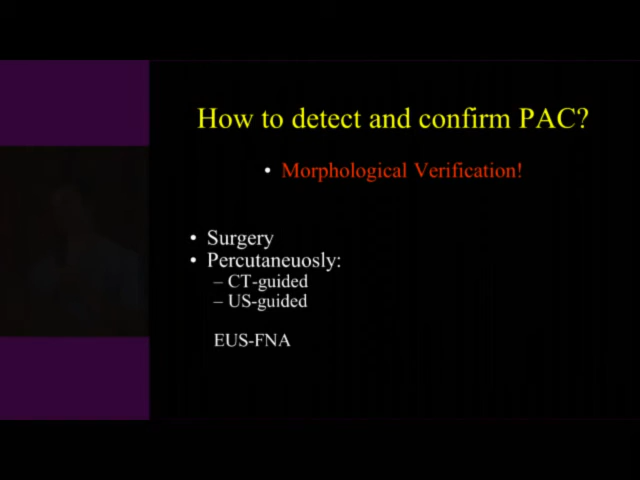 How to detect and confirm PAC?
• Morphological Verification!
• Surgery
• Percutaneuosly:
– CT-guided
– US-guided
EUS-FNA